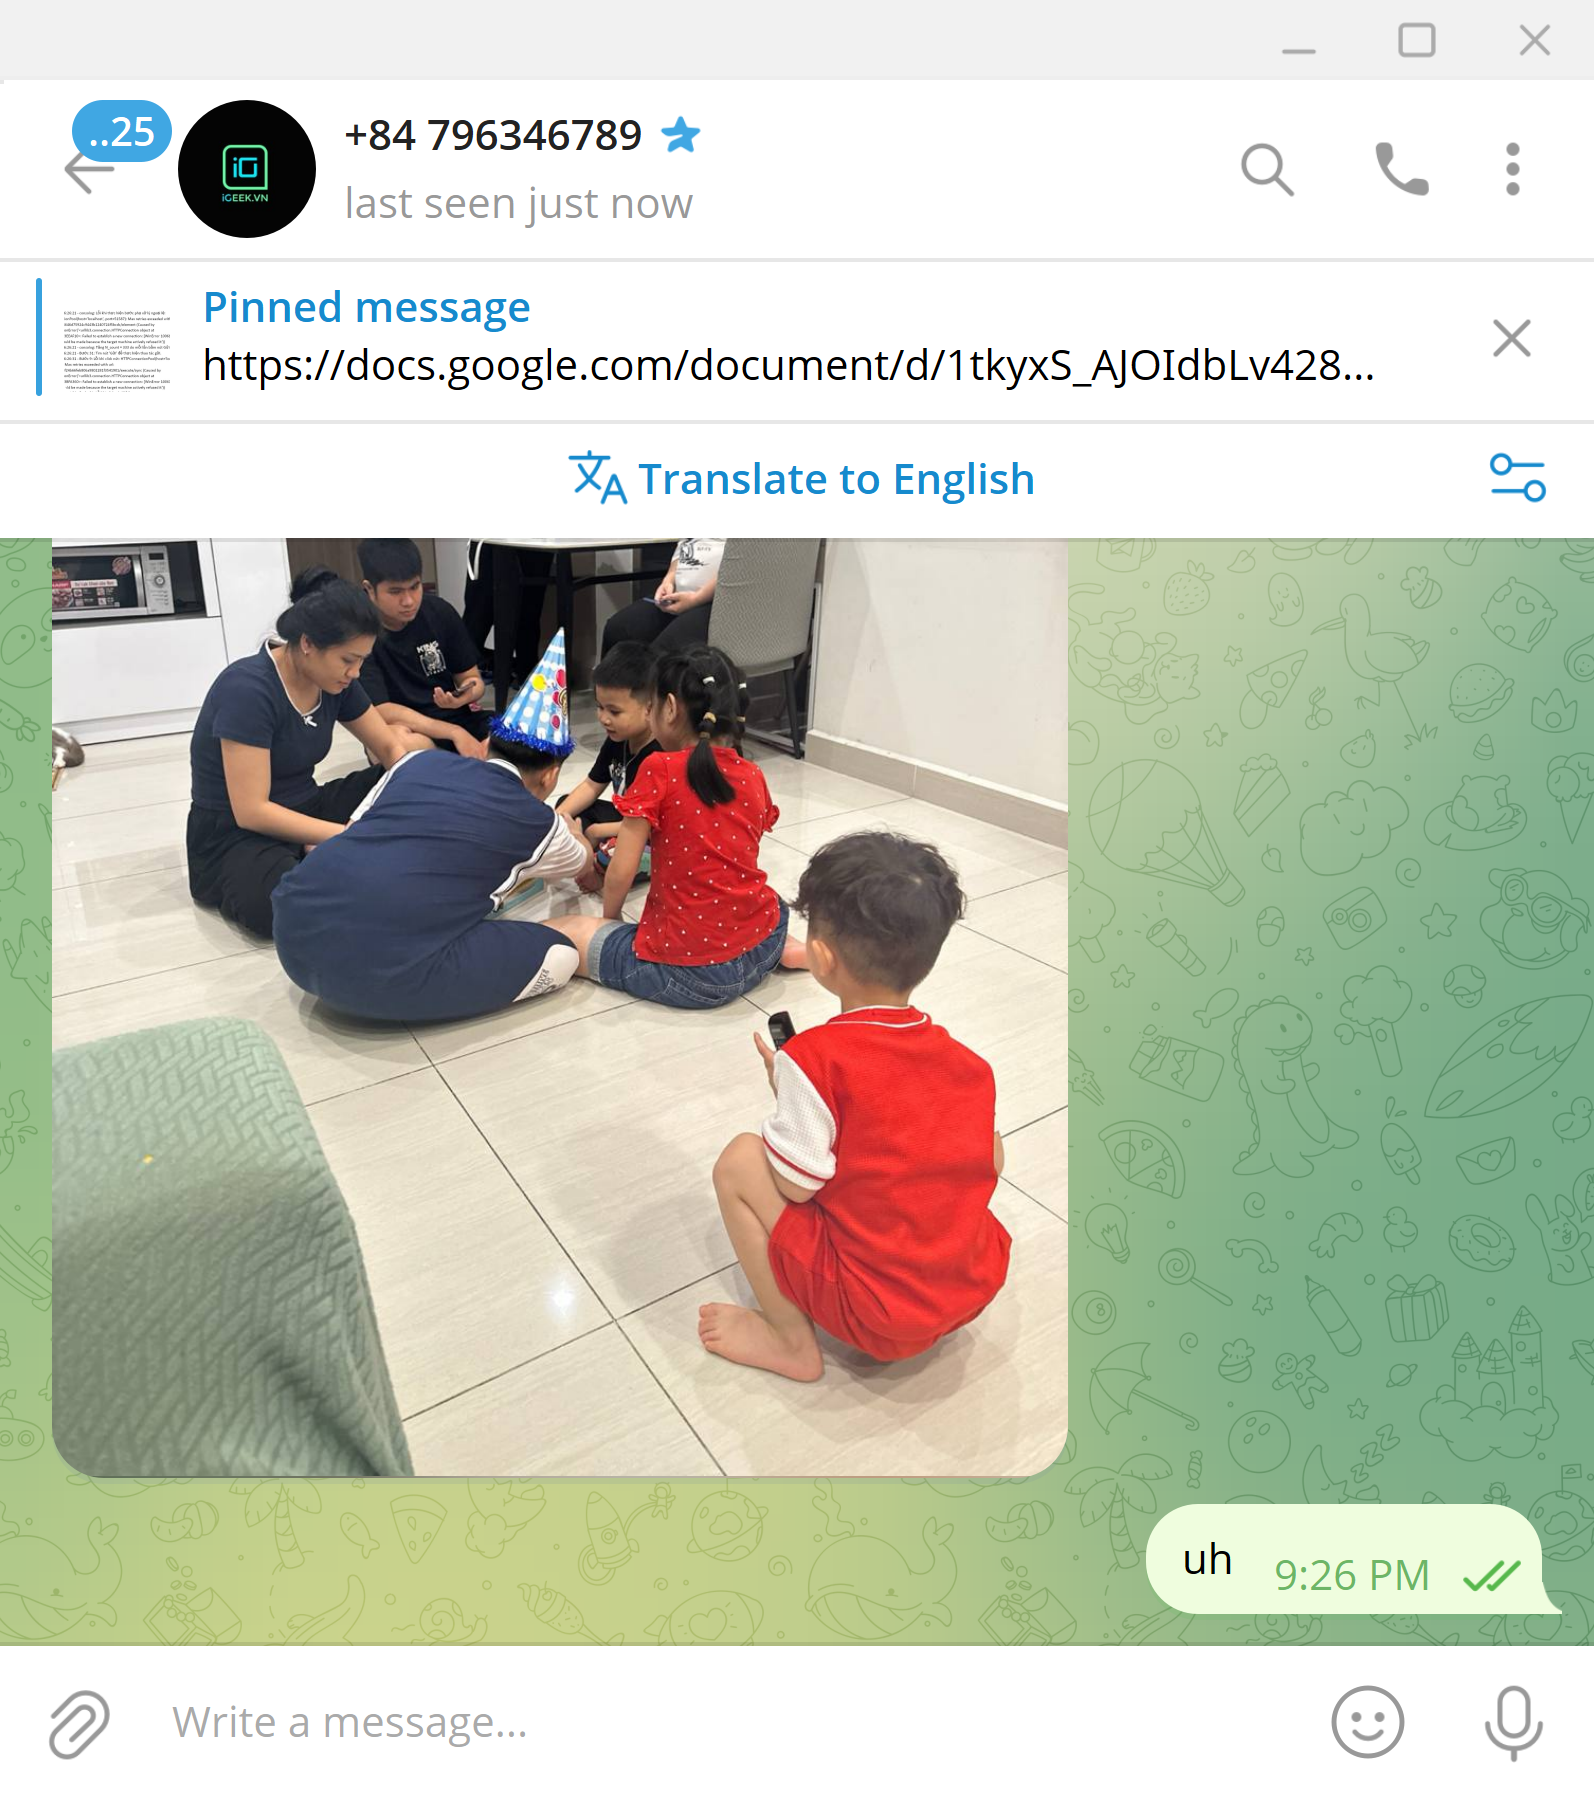 ..25
iGEEK.VN
+84 796346789
last seen just now
Pinned message
https://docs.google.com/document/d/1tkyxS_AJOIdbLv428...
Translate to English
KING
uh 9:26 PM
Write a message...